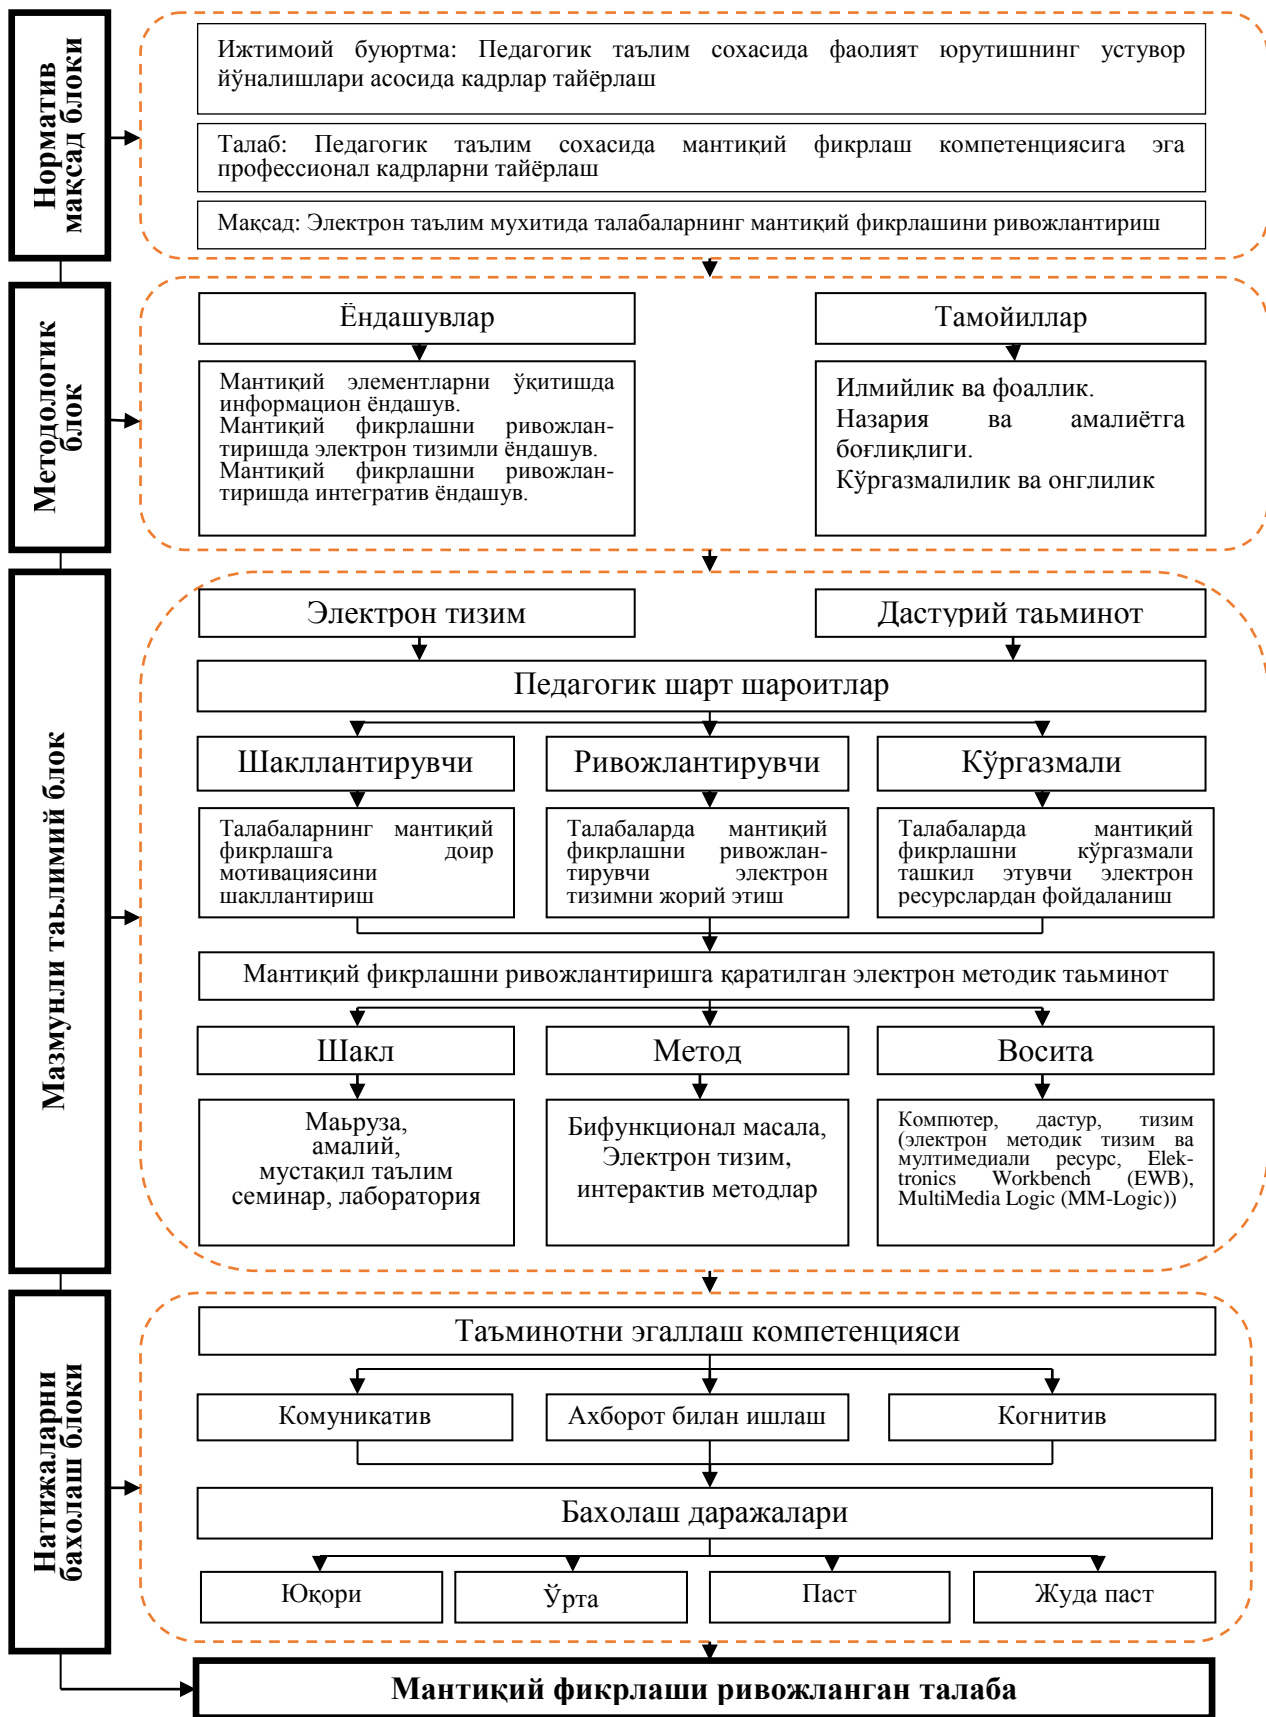 Норматив
мақсад блоки
Ижтимоий буюртма: Педагогик таълим сохасида фаолият юрутишнинг устувор
йўналишлари асосида кадрлар тайёрлаш
Талаб: Педагогик таълим сохасида мантиқий фикрлаш компетенциясига эга
профессионал кадрларни тайёрлаш
Мақсад: Электрон таълим мухитида талабаларнинг мантиқий фикрлашини ривожлантириш
Методологик
блок
Ёндашувлар
Тамойиллар
Мантиқий элементларни ўқитишда
информацион ёндашув.
Мантиқий фикрлашни ривожлан-
тиришда электрон тизимли ёндашув.
Мантиқий фикрлашни ривожлан-
тиришда интегратив ёндашув.
Илмийлик ва фоаллик.
Назария ва амалиётга
боғлиқлиги.
Кўргазмалилик ва онглилик
Мазмунли таьлимий блок
Электрон тизим
Дастурий таьминот
Педагогик шарт шароитлар
Шакллантирувчи
Ривожлантирувчи
Кўргазмали
Талабаларнинг мантиқий
фикрлашга доир
мотивациясини
шакллантириш
Талабаларда мантиқий
фикрлашни ривожлан-
тирувчи электрон
тизимни жорий этиш
Талабаларда мантиқий
фикрлашни кўргазмали
ташкил этувчи электрон
ресурслардан фойдаланиш
Мантиқий фикрлашни ривожлантиришга қаратилган электрон методик таьминот
Шакл
Метод
Восита
Маьруза,
амалий,
мустақил таълим
семинар, лаборатория
Бифункционал масала,
Электрон тизим,
интерактив методлар
Компютер, дастур, тизим
(электрон методик тизим ва
мултимедиали ресурс, Elek-
tronics Workbench (EWB),
MultiMedia Logic (MM-Logic))
Натижаларни
бахолаш блоки
Таъминотни эгаллаш компетенцияси
Комуникатив
Ахборот билан ишлаш
Когнитив
Бахолаш даражалари
Юқори
Ўрта
Паст
Жуда паст
Мантиқий фикрлаши ривожланган талаба